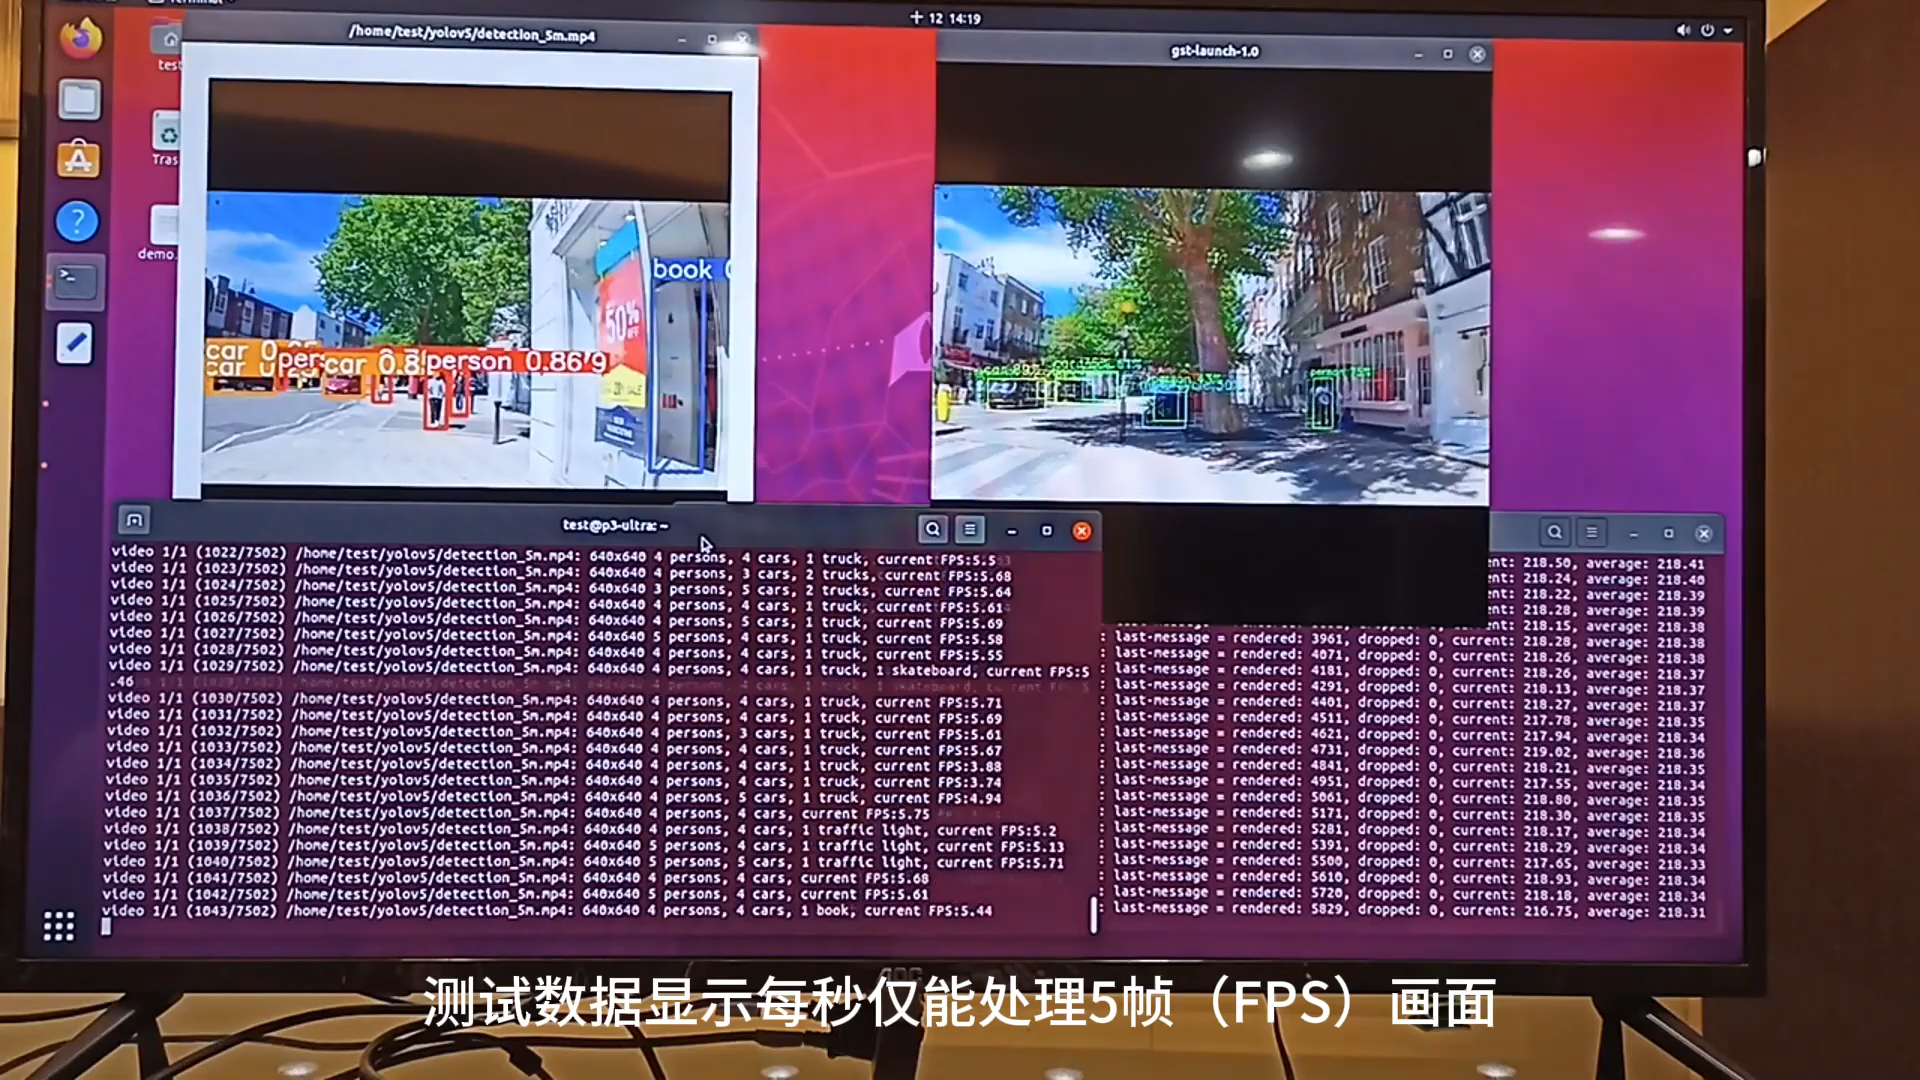 12 14:19
/home/test/yolov5/detection_5m.mp4
gst-launch-1.0
test
Tras
demo.
book
50%
person 0.86
car 0.8
test@p3-ultra: ~
video 1/1 (1022/7502) /home/test/yolov5/detection_5m.mp4: 640x640 4 persons, 4 cars, 1 truck, current FPS:5.5
video 1/1 (1023/7502) /home/test/yolov5/detection_5m.mp4: 640x640 4 persons, 3 cars, 2 trucks, current FPS:5.68
video 1/1 (1024/7502) /home/test/yolov5/detection_5m.mp4: 640x640 3 persons, 5 cars, 2 trucks, current FPS:5.64
video 1/1 (1025/7502) /home/test/yolov5/detection_5m.mp4: 640x640 4 persons, 4 cars, 1 truck, current FPS:5.61
video 1/1 (1026/7502) /home/test/yolov5/detection_5m.mp4: 640x640 4 persons, 5 cars, 1 truck, current FPS:5.69
video 1/1 (1027/7502) /home/test/yolov5/detection_5m.mp4: 640x640 5 persons, 4 cars, 1 truck, current FPS:5.58
video 1/1 (1028/7502) /home/test/yolov5/detection_5m.mp4: 640x640 4 persons, 4 cars, 1 truck, current FPS:5.55
video 1/1 (1029/7502) /home/test/yolov5/detection_5m.mp4: 640x640 4 persons, 4 cars, 1 truck, 1 skateboard, current FPS:5
.46
video 1/1 (1030/7502) /home/test/yolov5/detection_5m.mp4: 640x640 4 persons, 4 cars, 1 truck, current FPS:5.71
video 1/1 (1031/7502) /home/test/yolov5/detection_5m.mp4: 640x640 4 persons, 4 cars, 1 truck, current FPS:5.69
video 1/1 (1032/7502) /home/test/yolov5/detection_5m.mp4: 640x640 4 persons, 3 cars, 1 truck, current FPS:5.61
video 1/1 (1033/7502) /home/test/yolov5/detection_5m.mp4: 640x640 4 persons, 4 cars, 1 truck, current FPS:5.67
video 1/1 (1034/7502) /home/test/yolov5/detection_5m.mp4: 640x640 4 persons, 4 cars, 1 truck, current FPS:3.88
video 1/1 (1035/7502) /home/test/yolov5/detection_5m.mp4: 640x640 4 persons, 4 cars, 1 truck, current FPS:3.74
video 1/1 (1036/7502) /home/test/yolov5/detection_5m.mp4: 640x640 4 persons, 5 cars, 1 truck, current FPS:4.94
video 1/1 (1037/7502) /home/test/yolov5/detection_5m.mp4: 640x640 4 persons, 4 cars, current FPS:5.75
video 1/1 (1038/7502) /home/test/yolov5/detection_5m.mp4: 640x640 4 persons, 4 cars, 1 traffic light, current FPS:5.2
video 1/1 (1039/7502) /home/test/yolov5/detection_5m.mp4: 640x640 5 persons, 4 cars, 1 traffic light, current FPS:5.13
video 1/1 (1040/7502) /home/test/yolov5/detection_5m.mp4: 640x640 5 persons, 5 cars, 1 traffic light, current FPS:5.71
video 1/1 (1041/7502) /home/test/yolov5/detection_5m.mp4: 640x640 5 persons, 4 cars, current FPS:5.68
video 1/1 (1042/7502) /home/test/yolov5/detection_5m.mp4: 640x640 5 persons, 4 cars, current FPS:5.61
video 1/1 (1043/7502) /home/test/yolov5/detection_5m.mp4: 640x640 4 persons, 4 cars, 1 book, current FPS:5.44
ent: 218.50, average: 218.41
ent: 218.24, average: 218.40
ent: 218.22, average: 218.39
ent: 218.28, average: 218.39
ent: 218.15, average: 218.38
: last-message = rendered: 3961, dropped: 0, current: 218.28, average: 218.38
: last-message = rendered: 4071, dropped: 0, current: 218.26, average: 218.38
: last-message = rendered: 4181, dropped: 0, current: 218.26, average: 218.37
: last-message = rendered: 4291, dropped: 0, current: 218.13, average: 218.37
: last-message = rendered: 4401, dropped: 0, current: 218.27, average: 218.37
: last-message = rendered: 4511, dropped: 0, current: 217.78, average: 218.35
: last-message = rendered: 4621, dropped: 0, current: 217.94, average: 218.34
: last-message = rendered: 4731, dropped: 0, current: 219.02, average: 218.36
: last-message = rendered: 4841, dropped: 0, current: 218.21, average: 218.35
: last-message = rendered: 4951, dropped: 0, current: 217.55, average: 218.34
: last-message = rendered: 5061, dropped: 0, current: 218.80, average: 218.35
: last-message = rendered: 5171, dropped: 0, current: 218.30, average: 218.35
: last-message = rendered: 5281, dropped: 0, current: 218.17, average: 218.34
: last-message = rendered: 5391, dropped: 0, current: 218.29, average: 218.34
: last-message = rendered: 5500, dropped: 0, current: 217.65, average: 218.33
: last-message = rendered: 5610, dropped: 0, current: 218.93, average: 218.34
: last-message = rendered: 5720, dropped: 0, current: 218.18, average: 218.34
: last-message = rendered: 5829, dropped: 0, current: 216.75, average: 218.31
测试数据显示每秒仅能处理5帧（FPS）画面